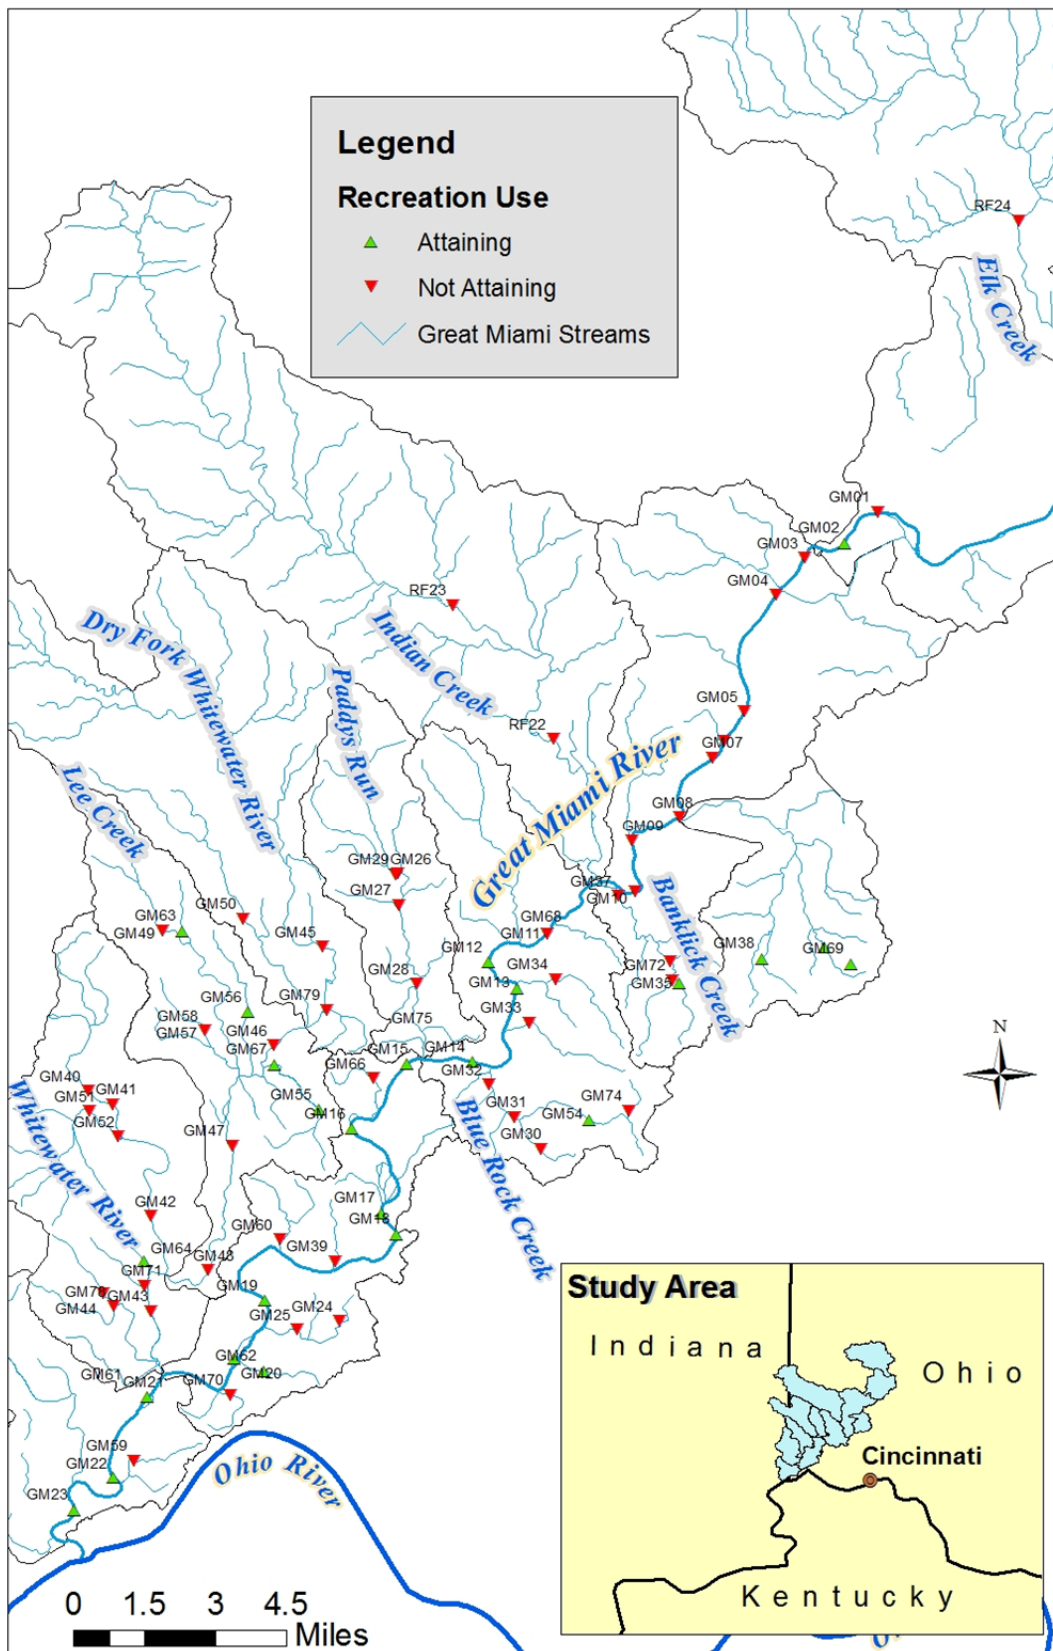 Legend
Recreation Use
Attaining
Not Attaining
Great Miami Streams
RF24
Elk Creek
GM01
GM02
GM03
GM04
RF23
Indian Creek
Dry Fork Whitewater River
Paddys Run
GM05
RF22
GM07
Great Miami River
Lee Creek
GM08
GM09
GM29
GM26
GM37
GM27
GM10
Banklick Creek
GM63
GM50
GM68
GM49
GM45
GM11
GM12
GM38
GM69
GM72
GM34
GM35
GM28
GM13
GM56
GM79
GM33
GM58
GM75
GM57
GM46
GM67
GM15
GM14
GM66
GM32
GM40
GM41
GM51
GM55
GM31
GM74
GM16
GM54
GM52
GM47
GM30
Blue Rock Creek
Whitewater River
GM42
GM17
GM18
GM60
GM64
GM48
GM39
GM71
GM19
GM43
GM44
GM25
GM24
GM62
GM61
GM20
GM21
GM70
GM59
GM22
GM23
Ohio River
N
Study Area
Indiana
Ohio
Cincinnati
Kentucky
0 1.5 3 4.5
Miles